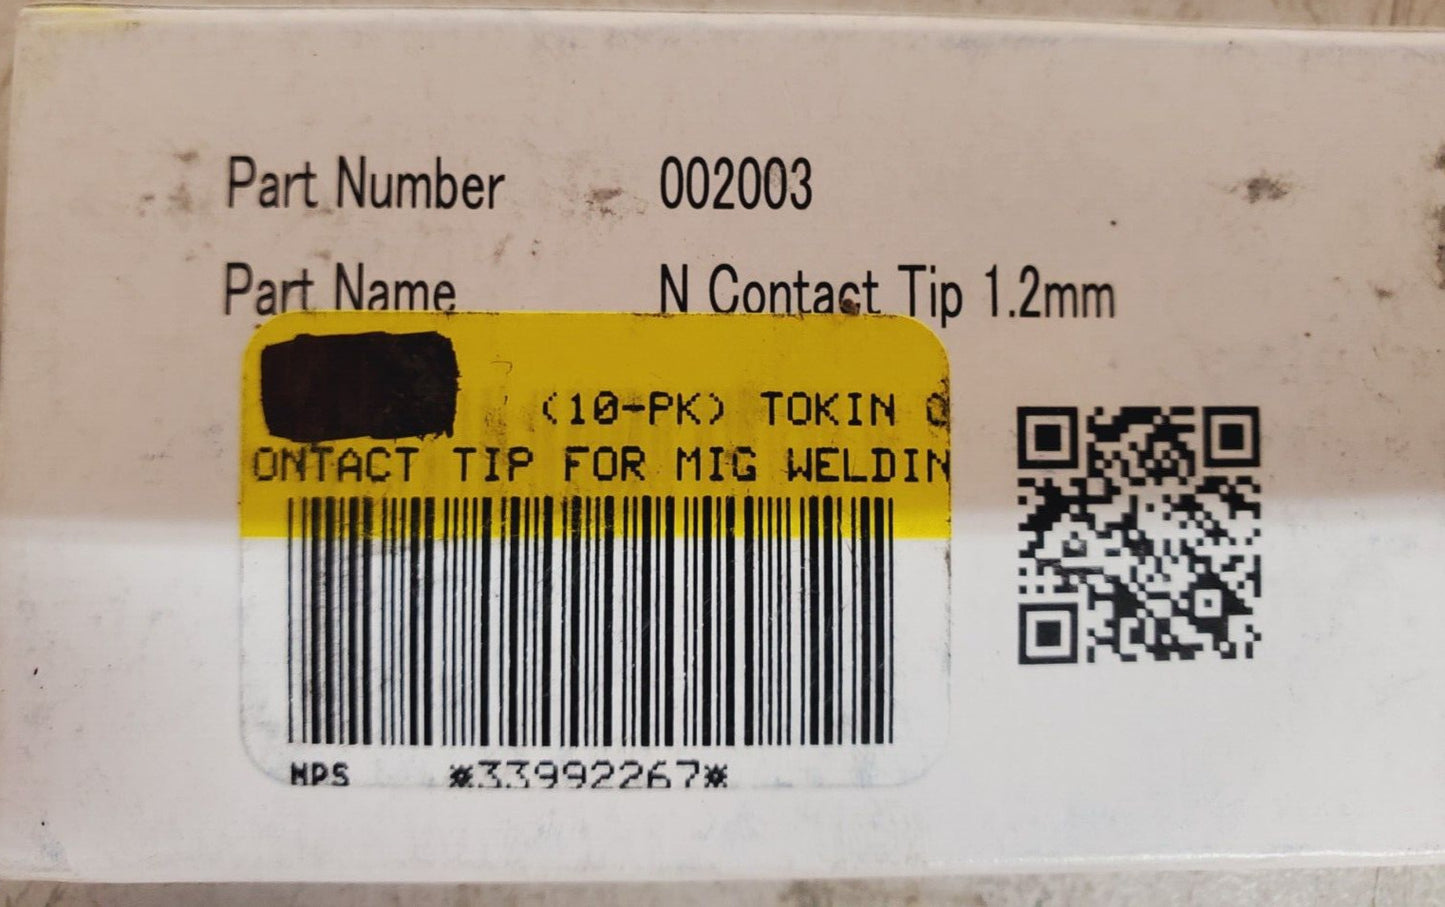 Part Number 002003
Part Name N Contact Tip 1.2mm
(10-PK) TOKIN C
ONTACT TIP FOR MIG WELDIN
MPS *33992267*